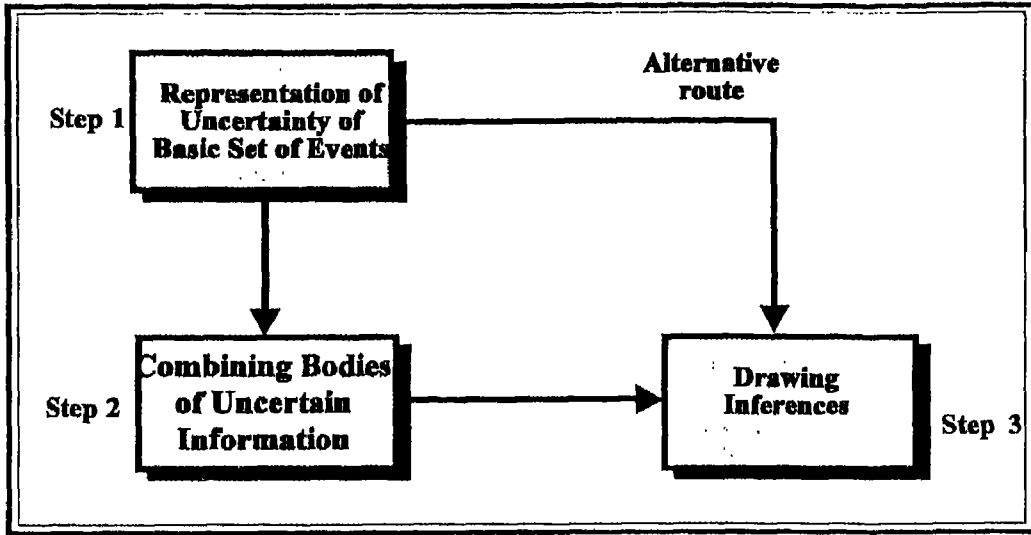 Step 1
Representation of
Uncertainty of
Basic Set of Events
Alternative
route
Step 2
Combining Bodies
of Uncertain
Information
Drawing
Inferences
Step 3